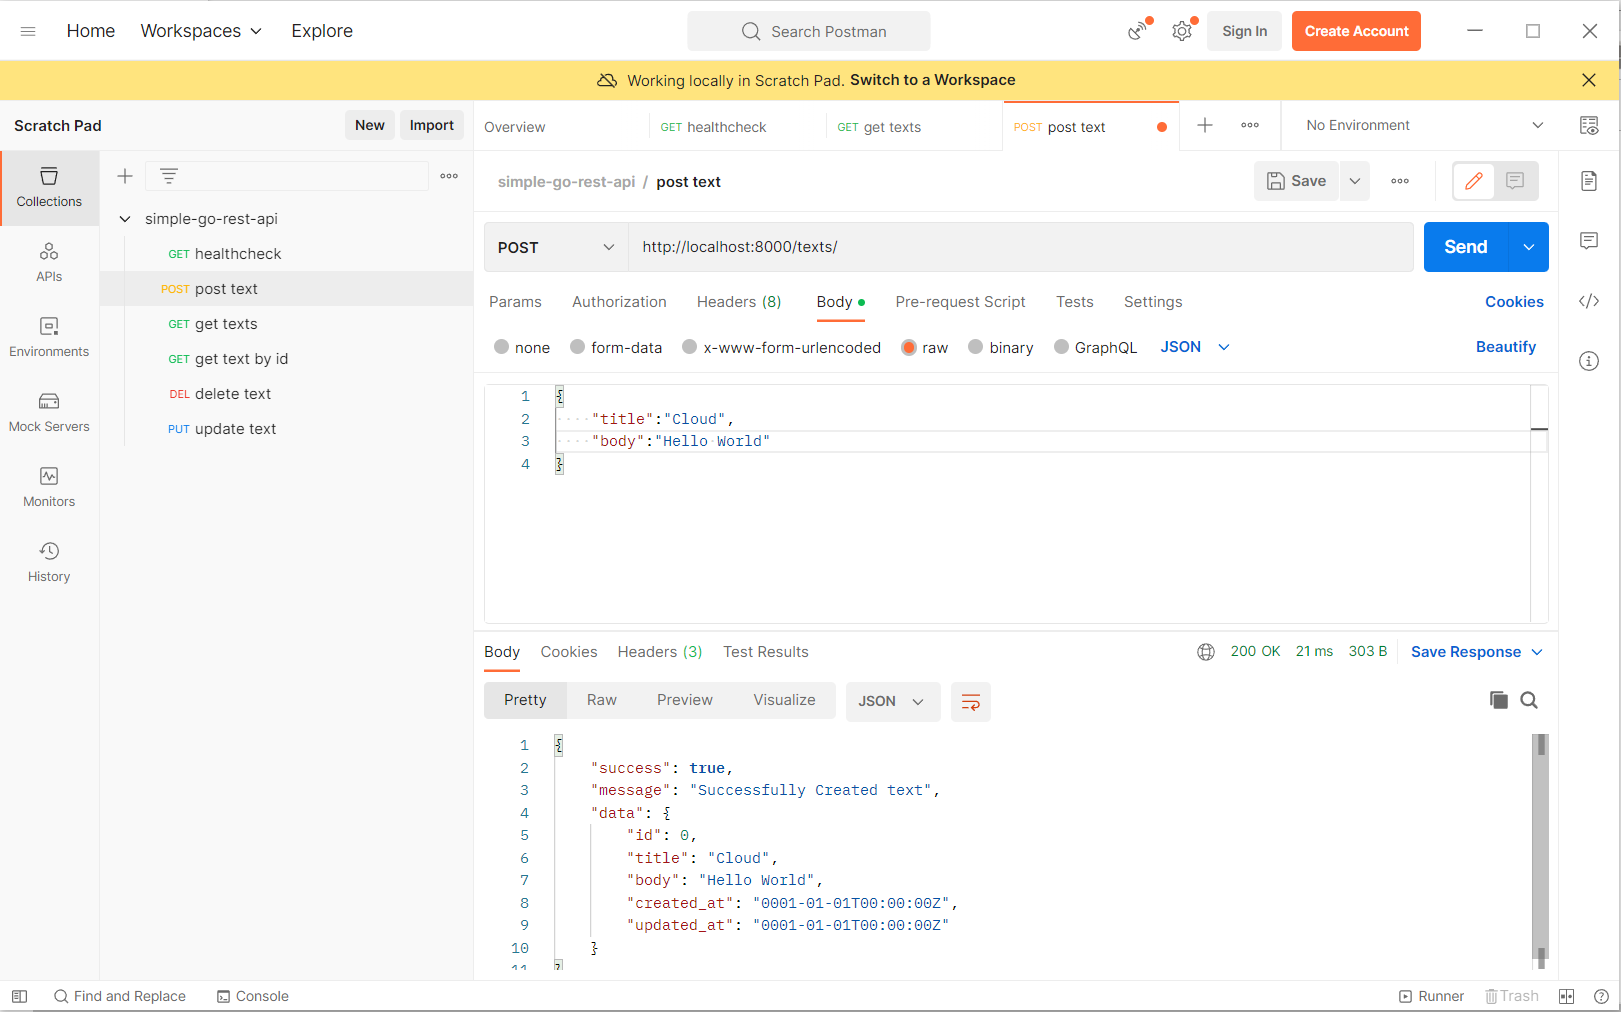 Home Workspaces Explore Search Postman Sign In Create Account
Working locally in Scratch Pad. Switch to a Workspace
Scratch Pad New Import
Overview GET healthcheck GET get texts POST post text No Environment
Collections
APIs
Environments
Mock Servers
Monitors
History
simple-go-rest-api
GET healthcheck
POST post text
GET get texts
GET get text by id
DEL delete text
PUT update text
simple-go-rest-api / post text Save
POST http://localhost:8000/texts/ Send
Params Authorization Headers (8) Body Pre-request Script Tests Settings Cookies
none form-data x-www-form-urlencoded raw binary GraphQL JSON Beautify
1 {
2 "title":"Cloud",
3 "body":"Hello World"
4 }
Body Cookies Headers (3) Test Results 200 OK 21 ms 303 B Save Response
Pretty Raw Preview Visualize JSON
1 {
2 "success": true,
3 "message": "Successfully Created text",
4 "data": {
5 "id": 0,
6 "title": "Cloud",
7 "body": "Hello World",
8 "created_at": "0001-01-01T00:00:00Z",
9 "updated_at": "0001-01-01T00:00:00Z"
10 }
11 }
Find and Replace Console Runner Trash